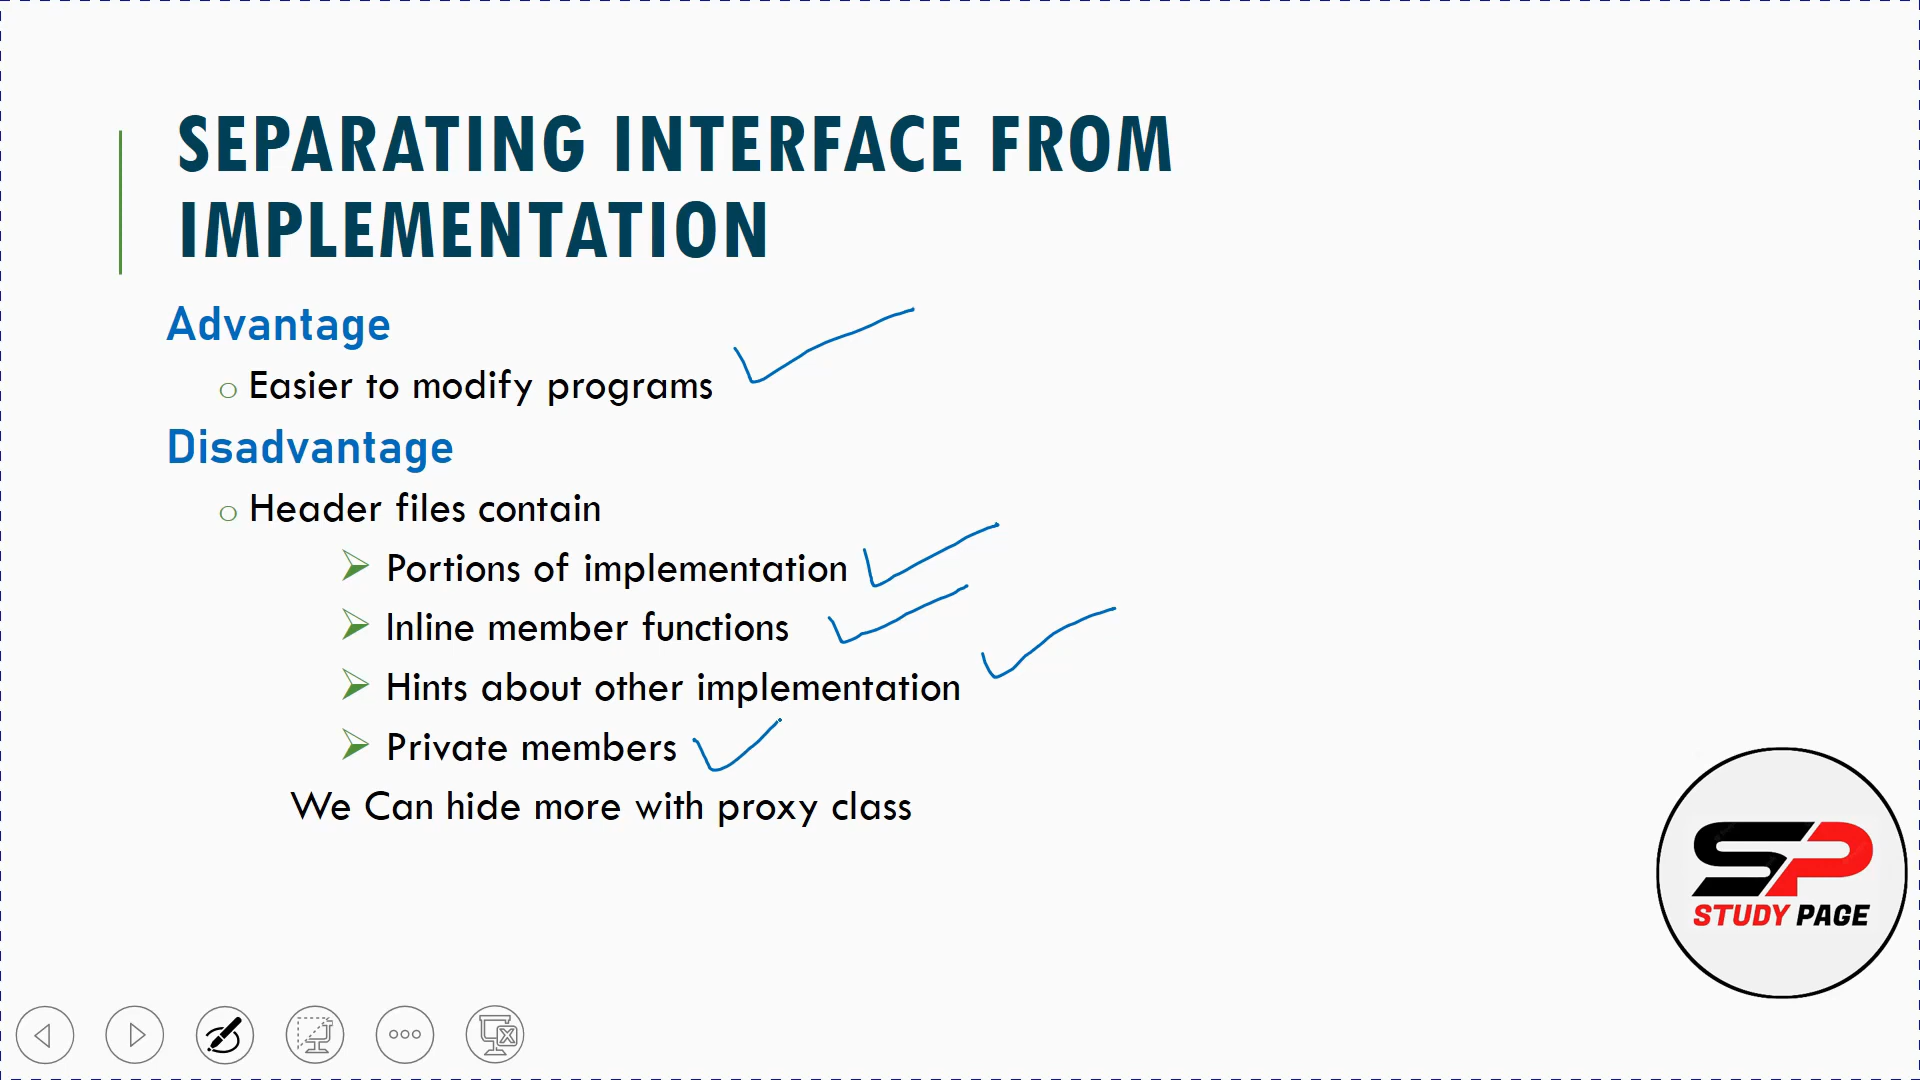 SEPARATING INTERFACE FROM
IMPLEMENTATION
Advantage
Easier to modify programs
Disadvantage
Header files contain
Portions of implementation
Inline member functions
Hints about other implementation
Private members
We Can hide more with proxy class
SP
STUDY PAGE